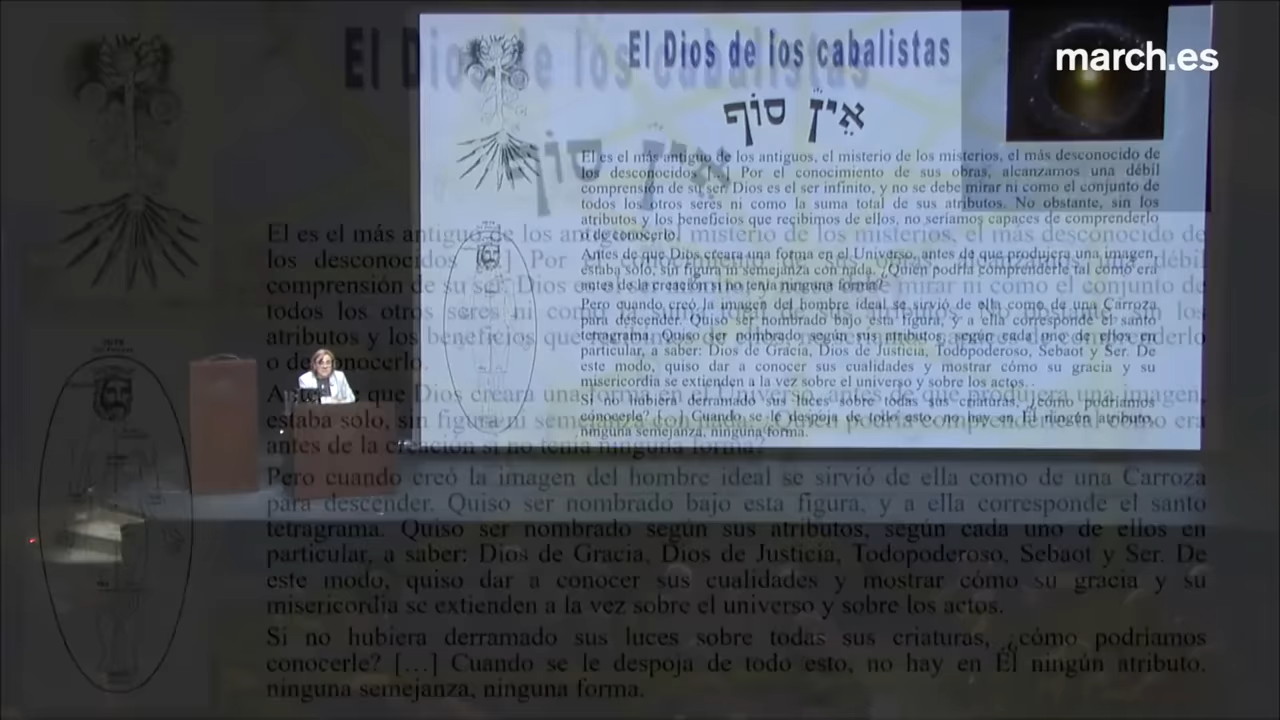 march.es
El Dios de los cabalistas
אֵין סוֹף
El es el más antiguo de los antiguos, el misterio de los misterios, el más desconocido de
los desconocidos. [...] Por el conocimiento de sus obras, alcanzamos una débil
comprensión de su ser. Dios es el ser infinito, y no se debe mirar ni como el conjunto de
todos los otros seres ni como la suma total de sus atributos. No obstante, sin los
atributos y los beneficios que recibimos de ellos, no seríamos capaces de comprenderlo
o de conocerlo.
Antes de que Dios creara una forma en el Universo, antes de que produjera una imagen,
estaba solo, sin figura ni semejanza con nada. ¿Quien podría comprenderle tal como era
antes de la creación si no tenía ninguna forma?
Pero cuando creó la imagen del hombre ideal se sirvió de ella como de una Carroza
para descender. Quiso ser nombrado bajo esta figura, y a ella corresponde el santo
tetragrama. Quiso ser nombrado según sus atributos, según cada uno de ellos en
particular, a saber: Dios de Gracia, Dios de Justicia, Todopoderoso, Sebaot y Ser. De
este modo, quiso dar a conocer sus cualidades y mostrar cómo su gracia y su
misericordia se extienden a la vez sobre el universo y sobre los actos.
Si no hubiera derramado sus luces sobre todas sus criaturas, ¿cómo podríamos
conocerle? […] Cuando se le despoja de todo esto, no hay en Él ningún atributo,
ninguna semejanza, ninguna forma.